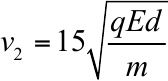 v₂ = 15√(qEd/m)